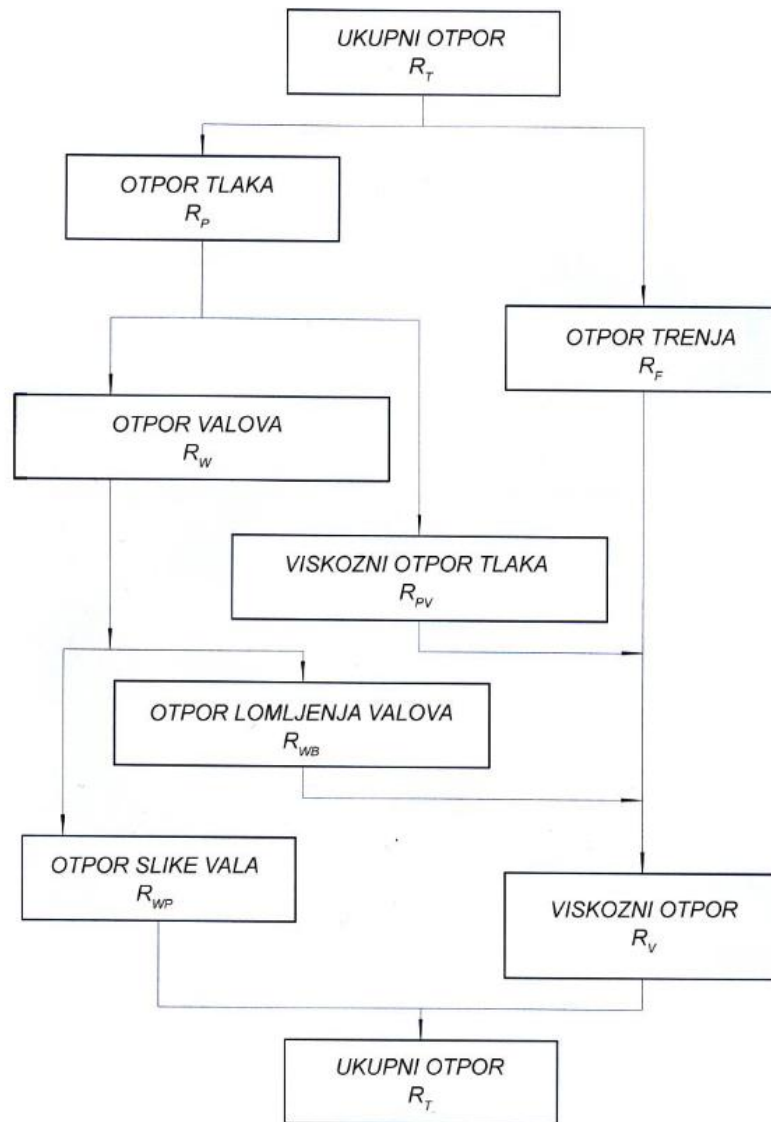 UKUPNI OTPOR
R_T
OTPOR TLAKA
R_P
OTPOR TRENJA
R_F
OTPOR VALOVA
R_W
VISKOZNI OTPOR TLAKA
R_PV
OTPOR LOMLJENJA VALOVA
R_WB
OTPOR SLIKE VALA
R_WP
VISKOZNI OTPOR
R_V
UKUPNI OTPOR
R_T